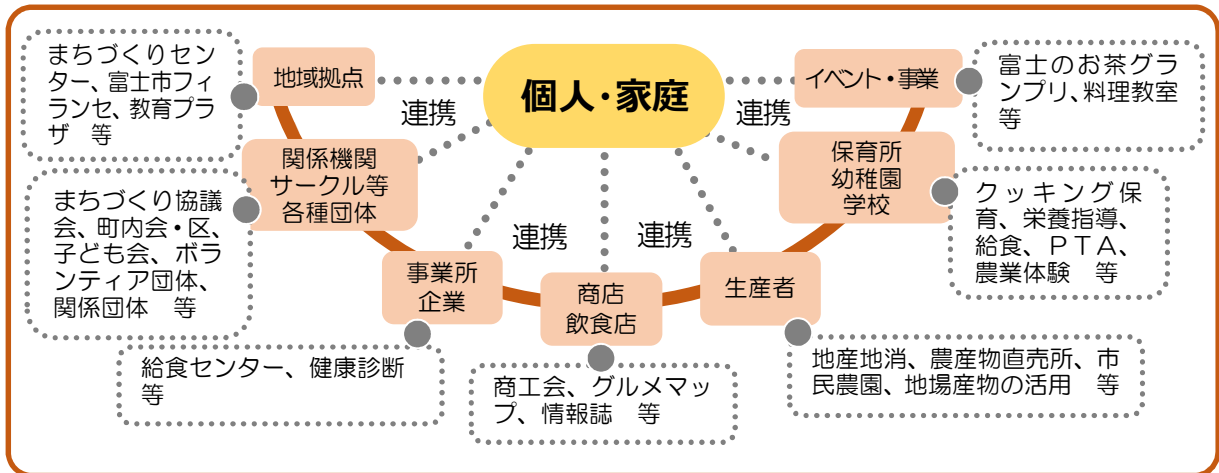 まちづくりセン
ター、富士市フィ
ランセ、教育プラ
ザ　等
地域拠点
連携
個人・家庭
連携
イベント・事業
富士のお茶グラ
ンプリ、料理教室
等
関係機関
サークル等
各種団体
まちづくり協議
会、町内会・区、
子ども会、ボラ
ンティア団体、
関係団体　等
保育所
幼稚園
学校
クッキング保
育、栄養指導、
給食、ＰＴＡ、
農業体験　等
連携
連携
事業所
企業
給食センター、健康診断
等
商店
飲食店
商工会、グルメマッ
プ、情報誌　等
生産者
地産地消、農産物直売所、市
民農園、地場産物の活用　等